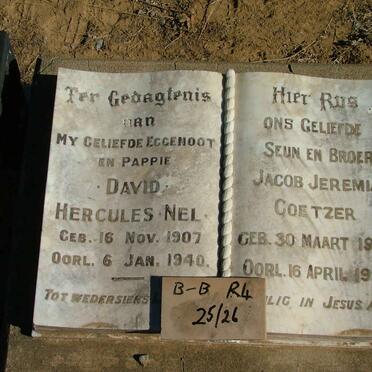 Ter Gedagtenis
van
My Geliefde Eggenoot
en Pappie
David
Hercules Nel.
Geb. 16 Nov. 1907
Oorl. 6 Jan. 1940.
Tot Wedersiens
Hier Rus
ons Geliefde
Seun en Broer
Jacob
Goetzer
Geb. 30 Maart
Oorl. 16 April
in Jesus
B-B R4
25/26